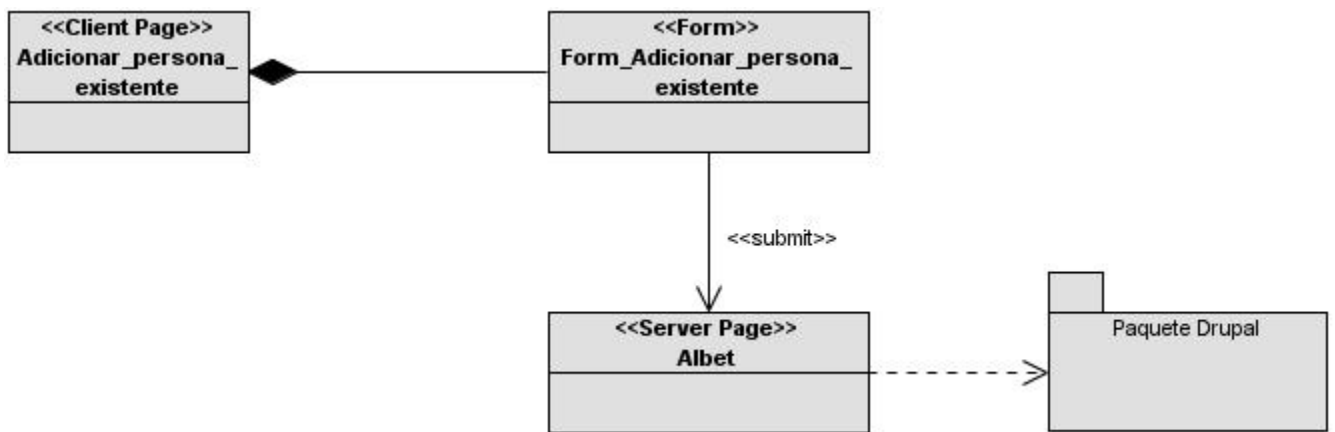 <<Client Page>>
Adicionar_persona_
existente
<<Form>>
Form_Adicionar_persona_
existente
<<submit>>
<<Server Page>>
Albet
Paquete Drupal